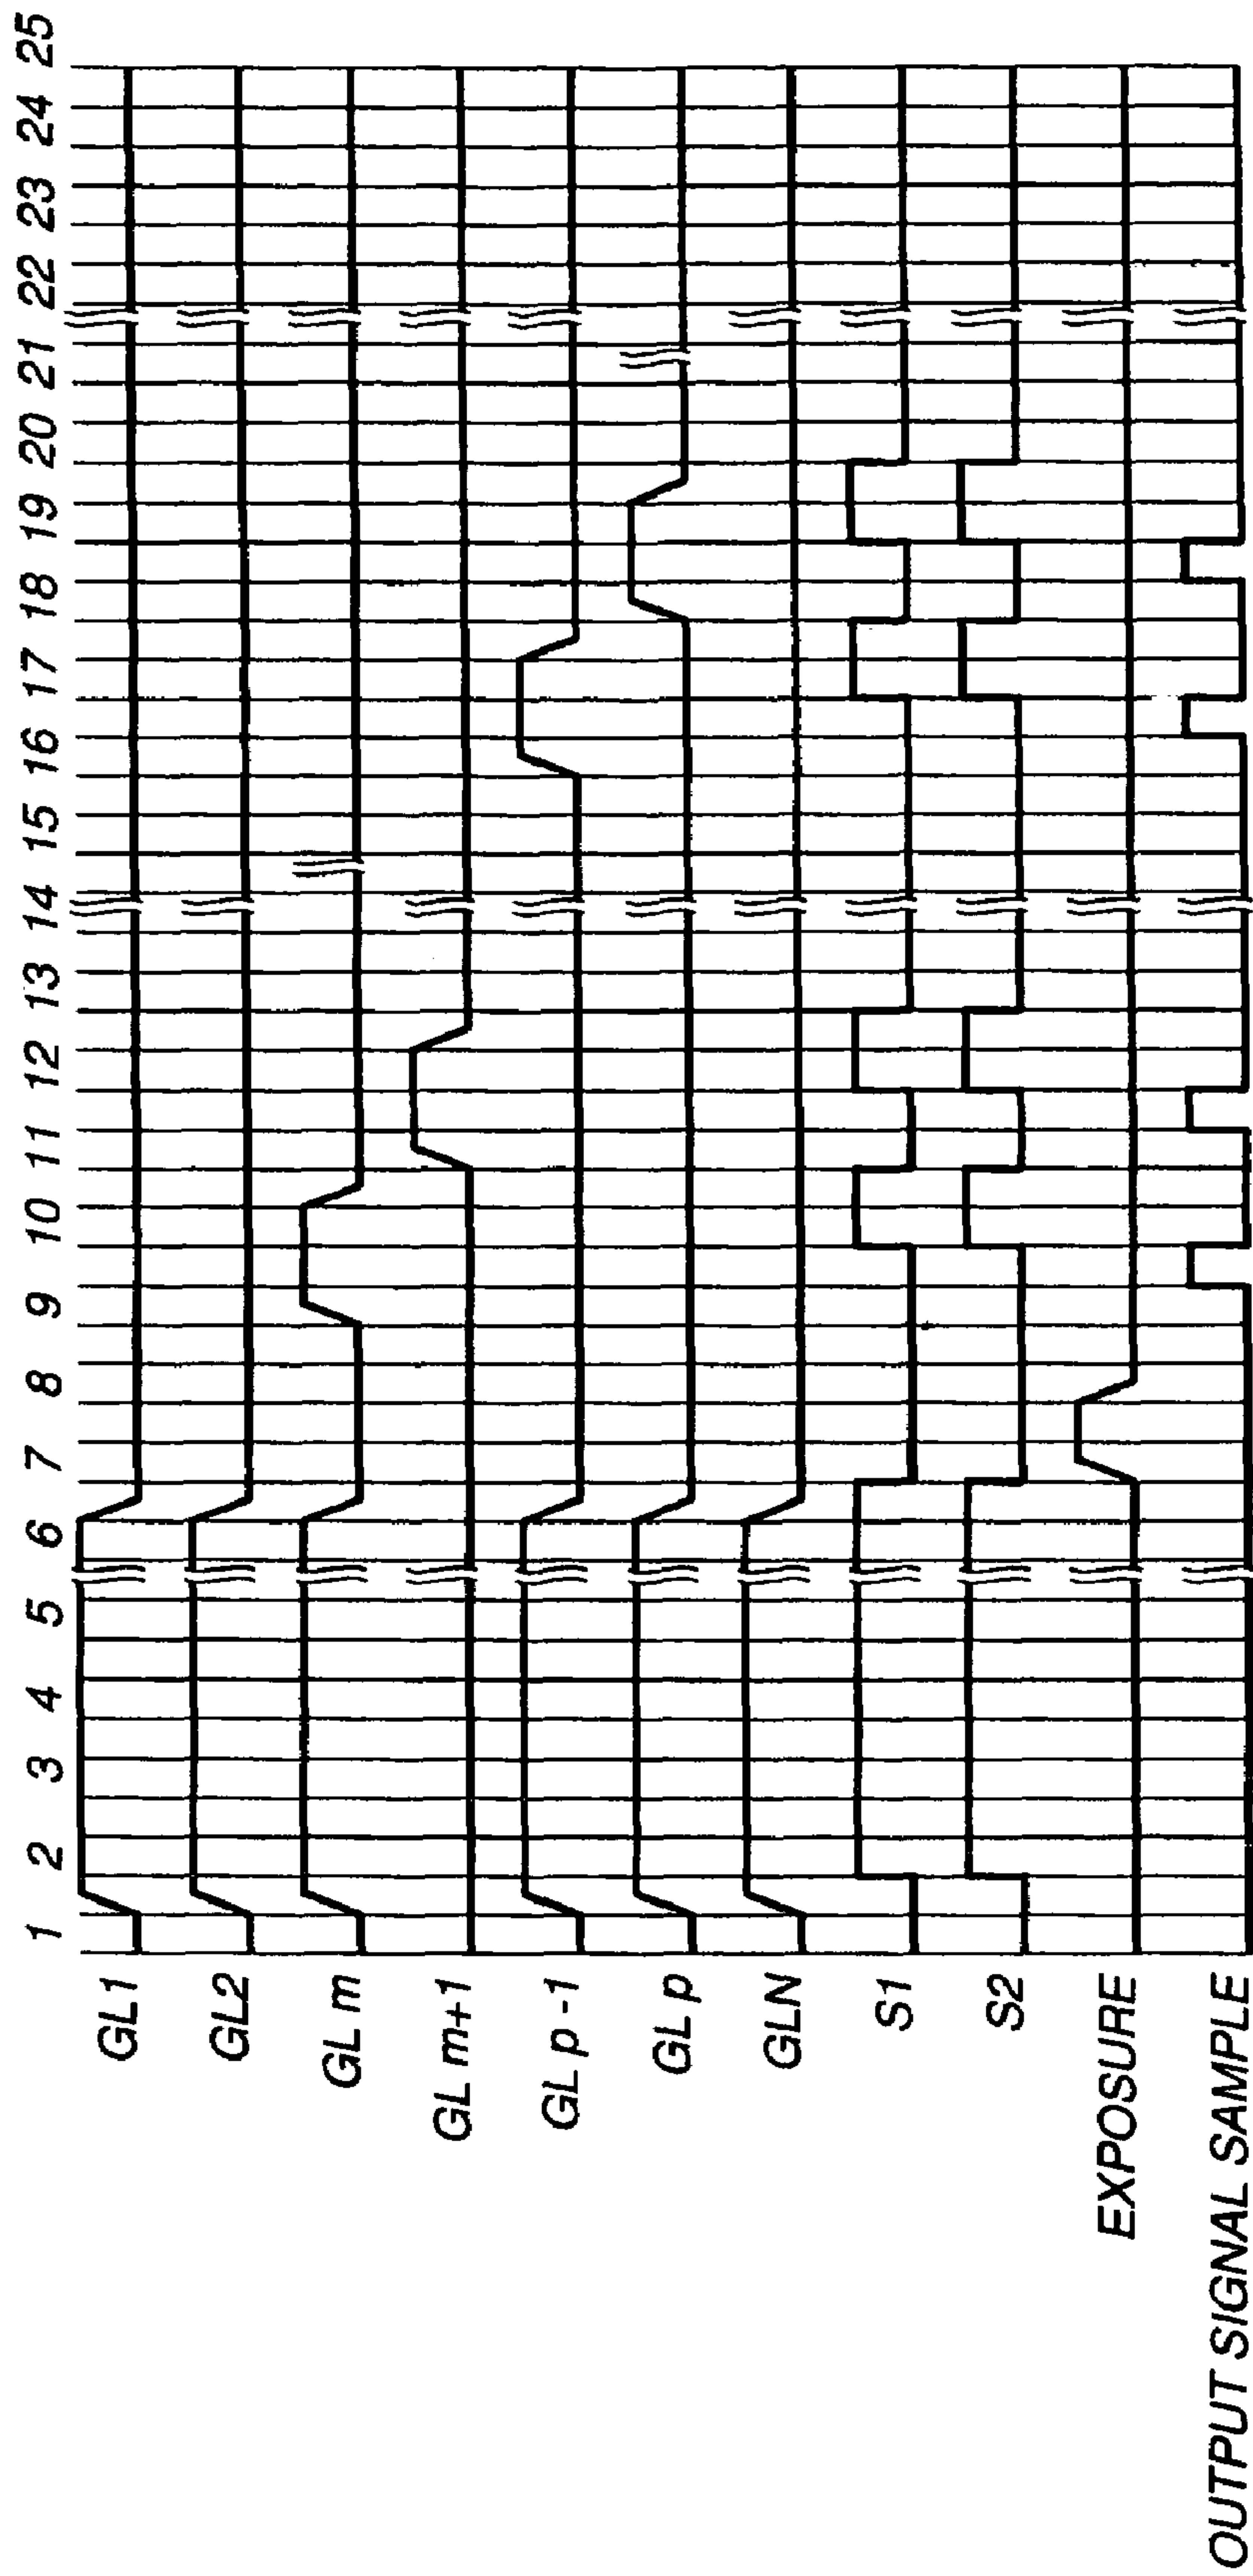 1 2 3 4 5 6 7 8 9 10 11 12 13 14 15 16 17 18 19 20 21 22 23 24 25
GL1
GL2
GL m
GL m+1
GL p -1
GL p
GLN
S1
S2
EXPOSURE
OUTPUT SIGNAL SAMPLE